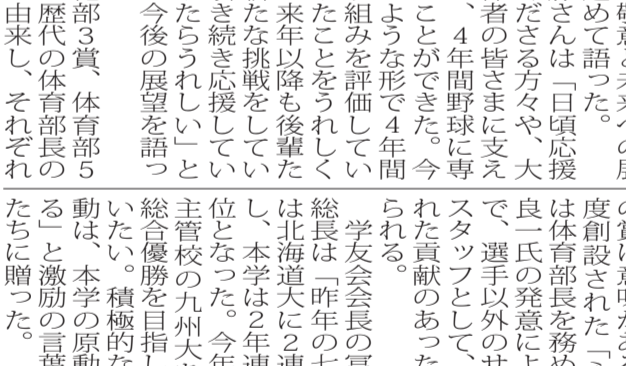 めて語った。
さんは「日頃応援
ださる方々や、大
者の皆さまに支え
、４年間野球に専
ことができた。今
ような形で４年間
組みを評価してい
たことをうれしく
来年以降も後輩た
たな挑戦をしてい
き続き応援してい
たらうれしい」と
今後の展望を語っ
部３賞、体育部５
歴代の体育部長の
由来し、それぞれ
度創設された「
は体育部長を務め
良一氏の発意によ
で、選手以外のサ
スタッフとして、
れた貢献のあった
られる。
学友会会長の冨
総長は「昨年の七
は北海道大に２連
し、本学は２年連
位となった。今年
主管校の九州大
総合優勝を目指し
いたい。積極的な
動は、本学の原動
る」と激励の言葉
たちに贈った。